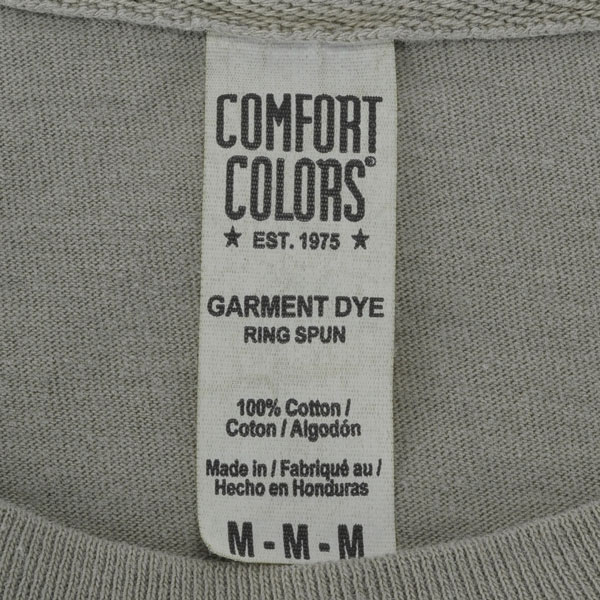 COMFORT
COLORS®
★ EST. 1975 ★
GARMENT DYE
RING SPUN
100% Cotton /
Coton / Algodón
Made in / Fabriqué au /
Hecho en Honduras
M - M - M